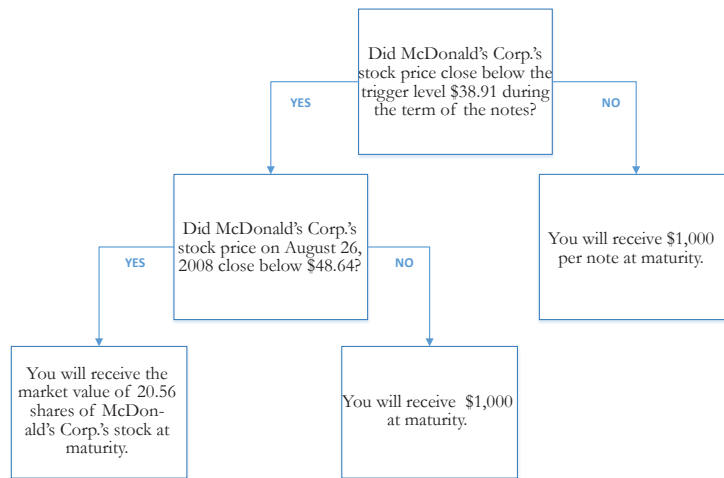 Did McDonald's Corp.'s
stock price close below the
trigger level $38.91 during
the term of the notes?
YES
NO
Did McDonald's Corp.'s
stock price on August 26,
2008 close below $48.64?
You will receive $1,000
per note at maturity.
YES
NO
You will receive the
market value of 20.56
shares of McDon-
ald's Corp.'s stock at
maturity.
You will receive $1,000
at maturity.